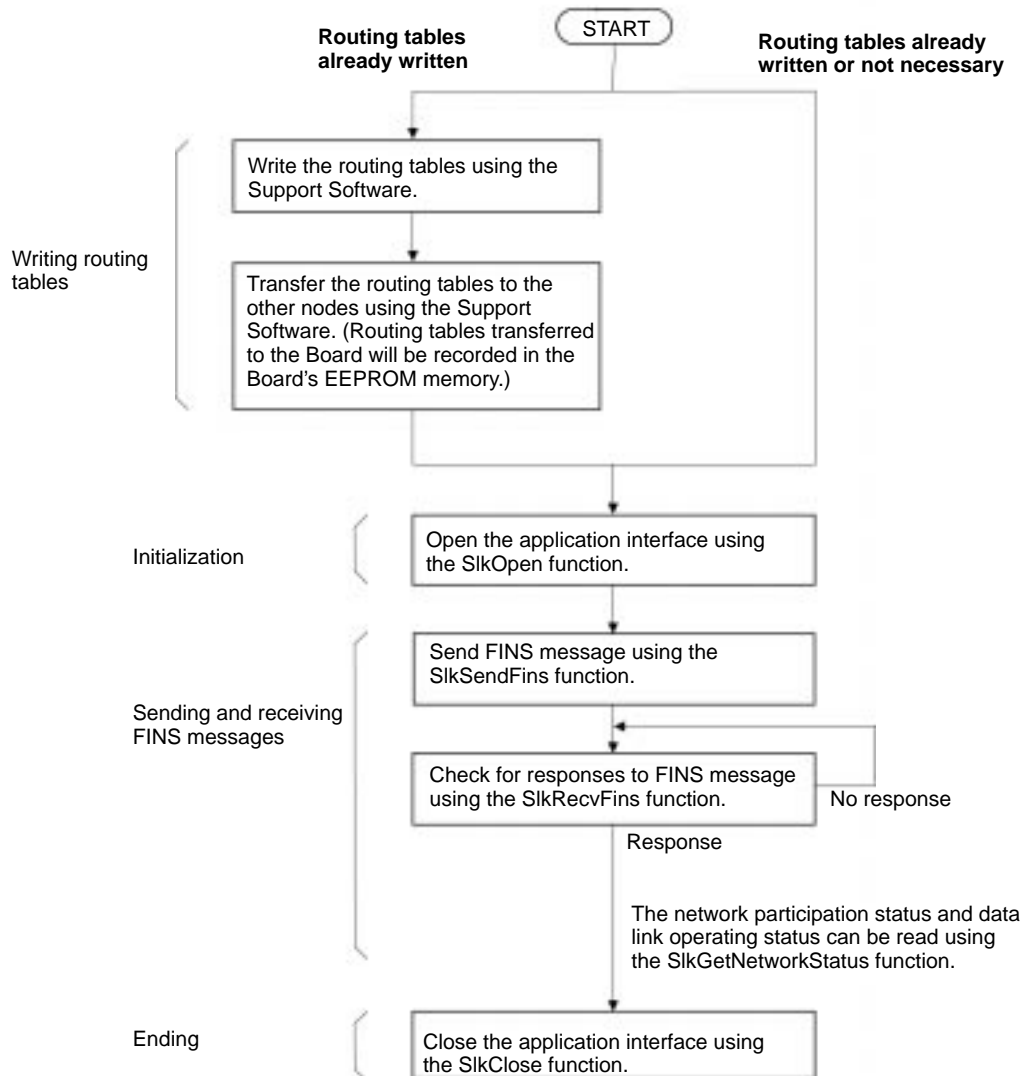 START
Routing tables
already written
Routing tables already
written or not necessary
Write the routing tables using the
Support Software.
Writing routing
tables
Transfer the routing tables to the
other nodes using the Support
Software. (Routing tables transferred
to the Board will be recorded in the
Board’s EEPROM memory.)
Initialization
Open the application interface using
the SlkOpen function.
Send FINS message using the
SlkSendFins function.
Sending and receiving
FINS messages
Check for responses to FINS message
using the SlkRecvFins function.
No response
Response
The network participation status and data
link operating status can be read using
the SlkGetNetworkStatus function.
Ending
Close the application interface using
the SlkClose function.